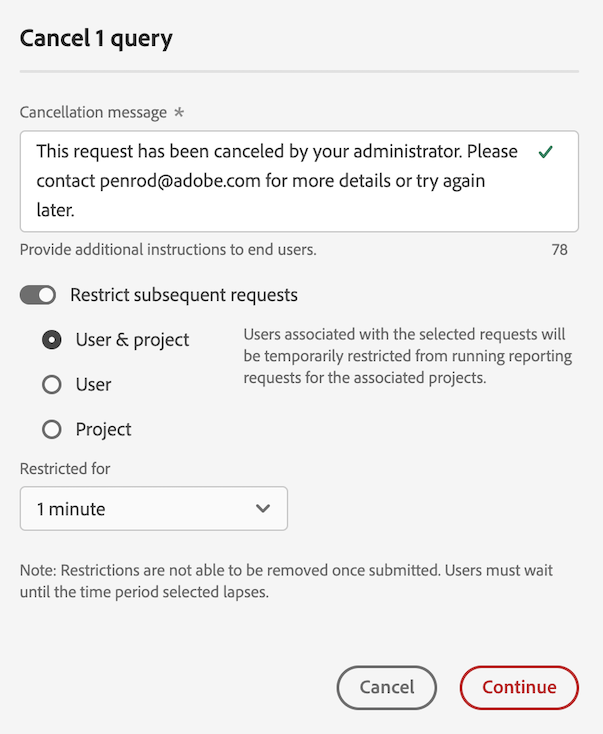 Cancel 1 query
Cancellation message *
This request has been canceled by your administrator. Please
contact penrod@adobe.com for more details or try again
later.
Provide additional instructions to end users.
78
Restrict subsequent requests
User & project
Users associated with the selected requests will
be temporarily restricted from running reporting
requests for the associated projects.
User
Project
Restricted for
1 minute
Note: Restrictions are not able to be removed once submitted. Users must wait
until the time period selected lapses.
Cancel
Continue